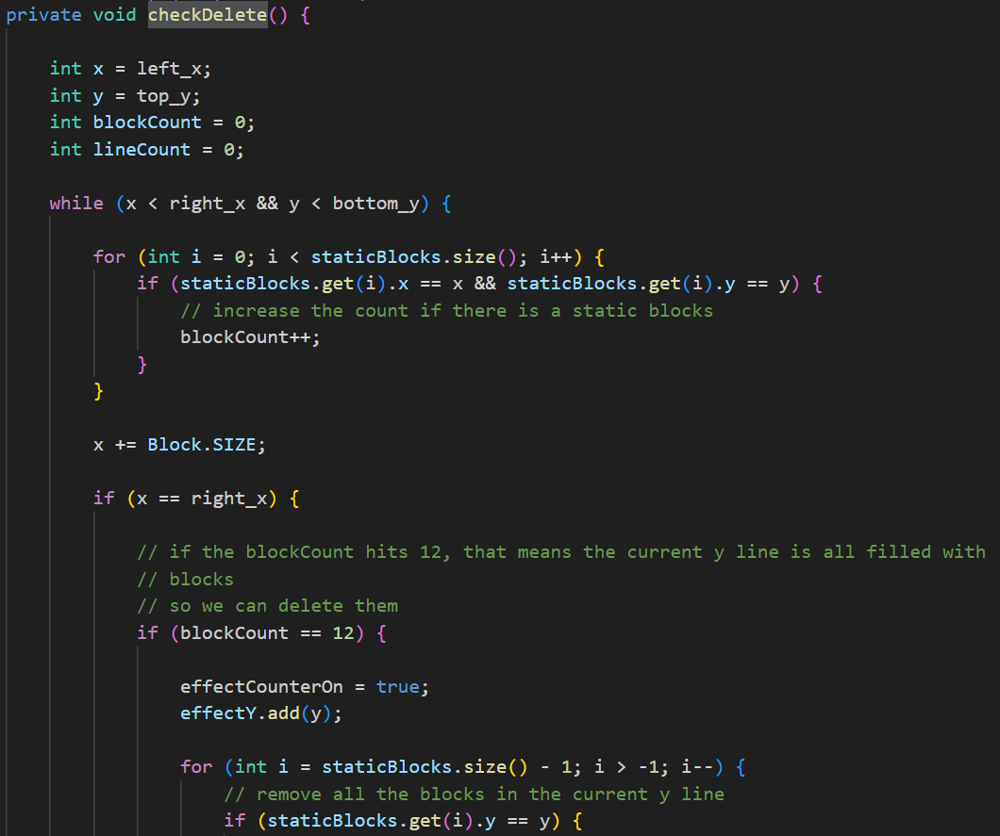 private void checkDelete() {
int x = left_x;
int y = top_y;
int blockCount = 0;
int lineCount = 0;
while (x < right_x && y < bottom_y) {
for (int i = 0; i < staticBlocks.size(); i++) {
if (staticBlocks.get(i).x == x && staticBlocks.get(i).y == y) {
// increase the count if there is a static blocks
blockCount++;
}
}
x += Block.SIZE;
if (x == right_x) {
// if the blockCount hits 12, that means the current y line is all filled with
// blocks
// so we can delete them
if (blockCount == 12) {
effectCounterOn = true;
effectY.add(y);
for (int i = staticBlocks.size() - 1; i > -1; i--) {
// remove all the blocks in the current y line
if (staticBlocks.get(i).y == y) {